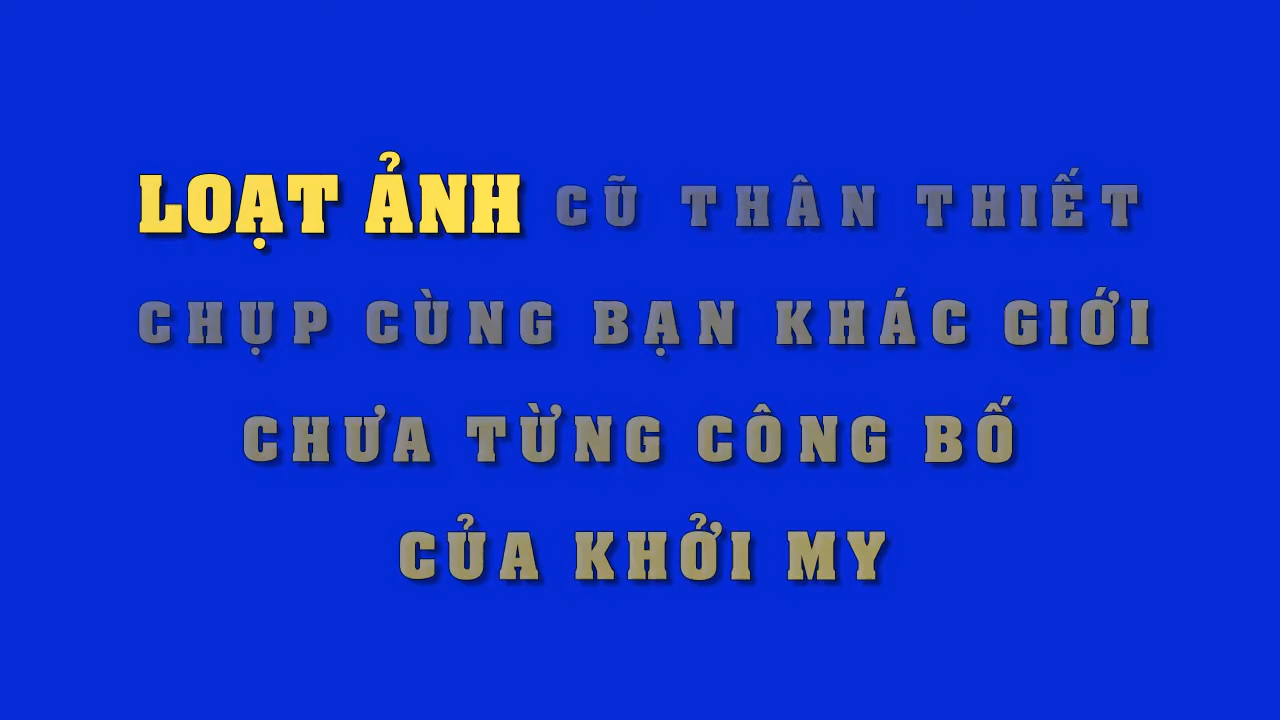 LOẠT ẢNH CŨ THÂN THIẾT
CHỤP CÙNG BẠN KHÁC GIỚI
CHƯA TỪNG CÔNG BỐ
CỦA KHỞI MY